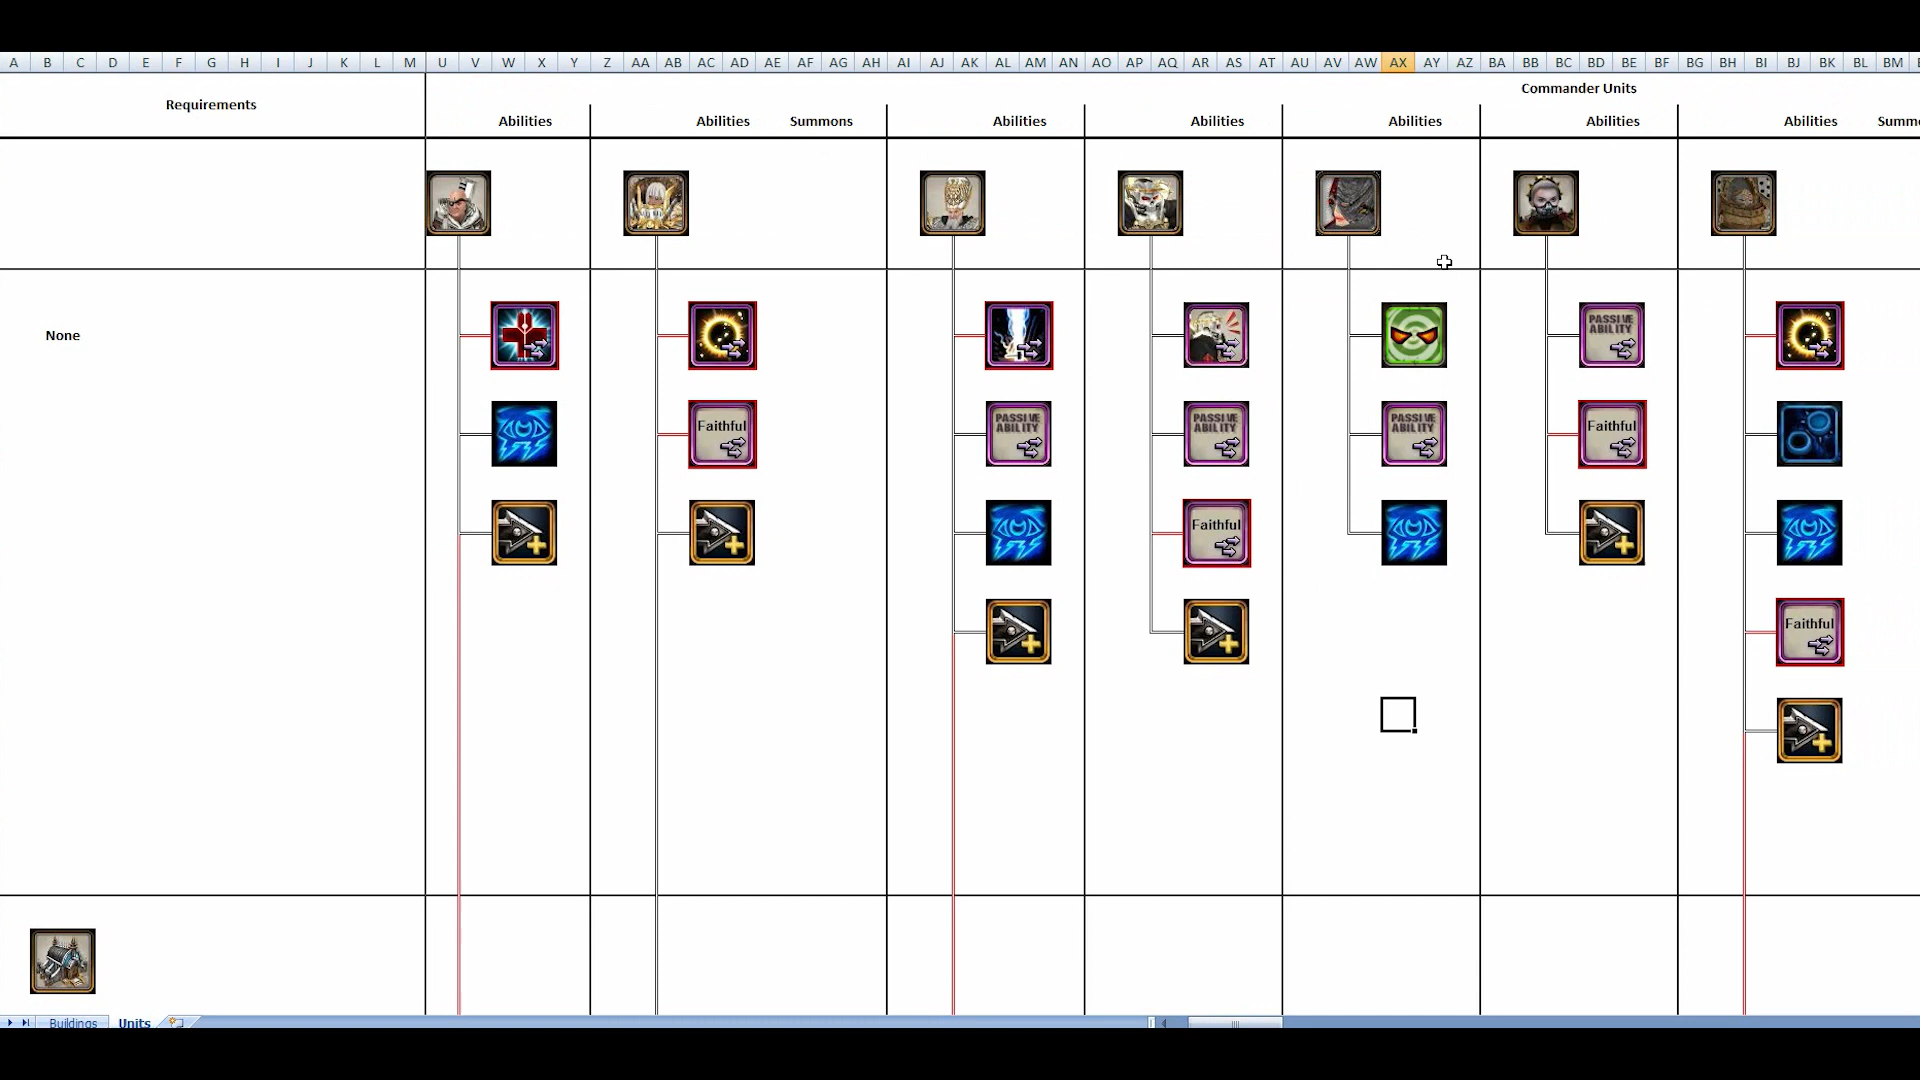 A B C D E F G H I J K L M U V W X Y Z AA AB AC AD AE AF AG AH AI AJ AK AL AM AN AO AP AQ AR AS AT AU AV AW AX AY AZ BA BB BC BD BE BF BG BH BI BJ BK BL BM
Commander Units
Requirements
Abilities Abilities Summons Abilities Abilities Abilities Abilities Abilities Summo
None
PASSIVE ABILITY
Faithful
PASSIVE ABILITY
PASSIVE ABILITY
PASSIVE ABILITY
Faithful
Faithful
Faithful
Buildings Units